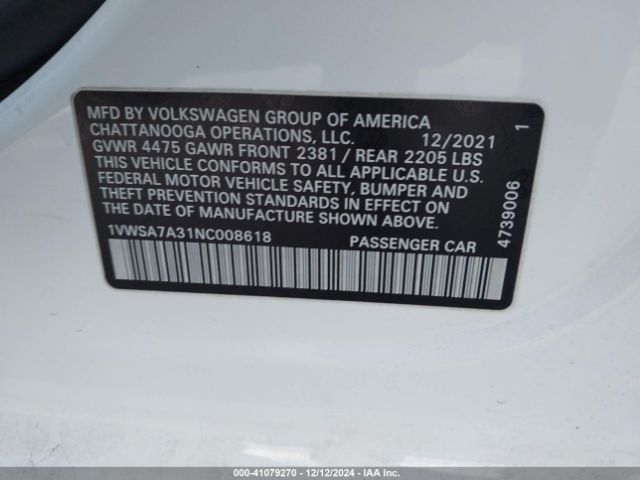 MFD BY VOLKSWAGEN GROUP OF AMERICA
CHATTANOOGA OPERATIONS, LLC. 12/2021
GVWR 4475 GAWR FRONT 2381 / REAR 2205 LBS
THIS VEHICLE CONFORMS TO ALL APPLICABLE U.S.
FEDERAL MOTOR VEHICLE SAFETY, BUMPER AND
THEFT PREVENTION STANDARDS IN EFFECT ON
THE DATE OF MANUFACTURE SHOWN ABOVE.
1VWSA7A31NC008618 PASSENGER CAR
4739006 1
000-41079270 - 12/12/2024 - IAA Inc.